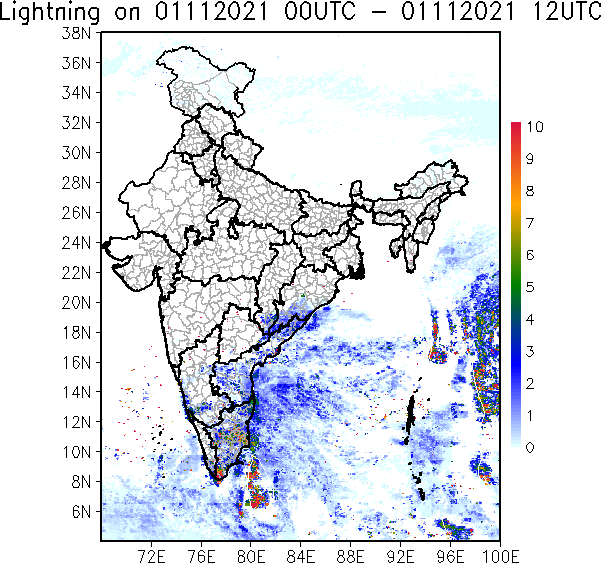 Lightning on 01112021 00UTC − 01112021 12UTC
38N
36N
34N
32N
30N
28N
26N
24N
22N
20N
18N
16N
14N
12N
10N
8N
6N
72E 76E 80E 84E 88E 92E 96E 100E
10
9
8
7
6
5
4
3
2
1
0